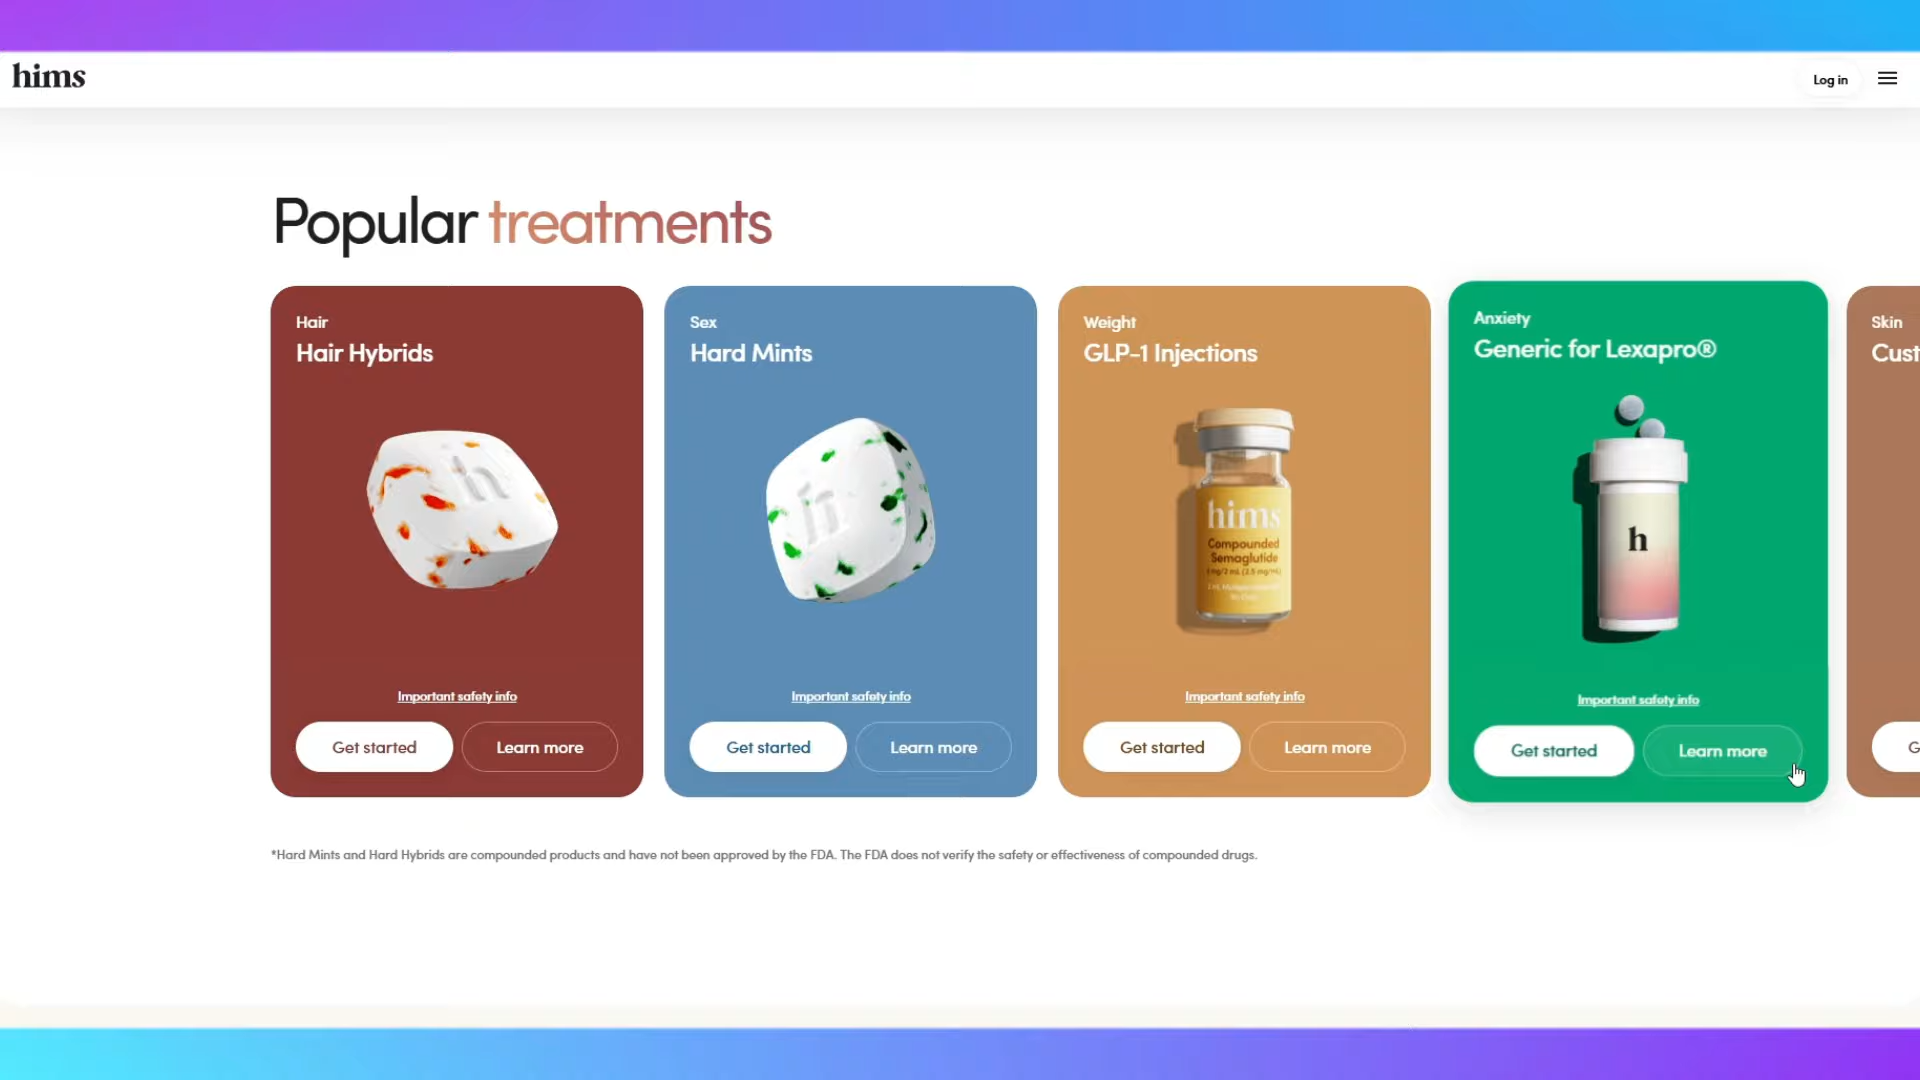 hims
Log in
Popular treatments
Hair
Hair Hybrids
h
Important safety info
Get started
Learn more
Sex
Hard Mints
h
Important safety info
Get started
Learn more
Weight
GLP-1 Injections
hims
Compounded
Semaglutide
Important safety info
Get started
Learn more
Anxiety
Generic for Lexapro®
h
Important safety info
Get started
Learn more
Skin
Cust
G
*Hard Mints and Hard Hybrids are compounded products and have not been approved by the FDA. The FDA does not verify the safety or effectiveness of compounded drugs.